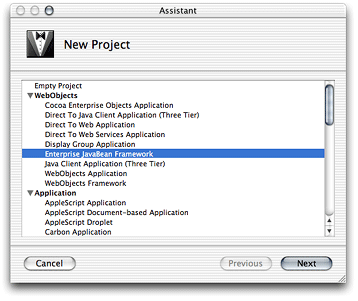 Assistant
New Project
Empty Project
WebObjects
Cocoa Enterprise Objects Application
Direct To Java Client Application (Three Tier)
Direct To Web Application
Direct To Web Services Application
Display Group Application
Enterprise JavaBean Framework
Java Client Application (Three Tier)
WebObjects Application
WebObjects Framework
Application
AppleScript Application
AppleScript Document-based Application
AppleScript Droplet
Carbon Application
Cancel
Previous
Next